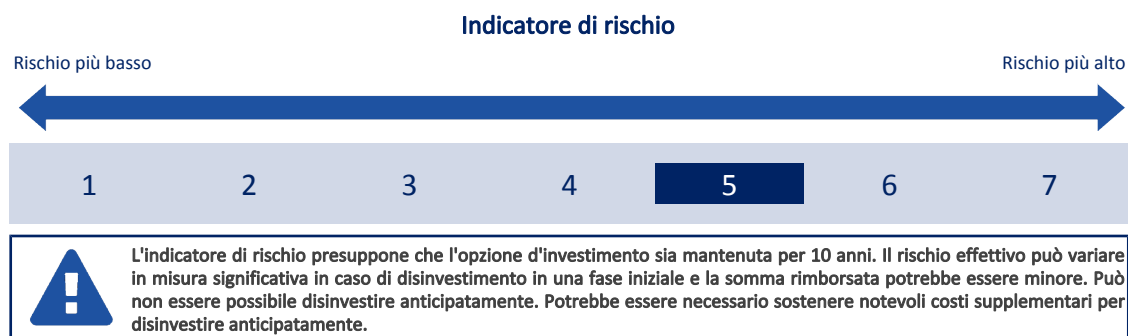 Indicatore di rischio
Rischio più basso
Rischio più alto
1 2 3 4 5 6 7
L'indicatore di rischio presuppone che l'opzione d'investimento sia mantenuta per 10 anni. Il rischio effettivo può variare
in misura significativa in caso di disinvestimento in una fase iniziale e la somma rimborsata potrebbe essere minore. Può
non essere possibile disinvestire anticipatamente. Potrebbe essere necessario sostenere notevoli costi supplementari per
disinvestire anticipatamente.